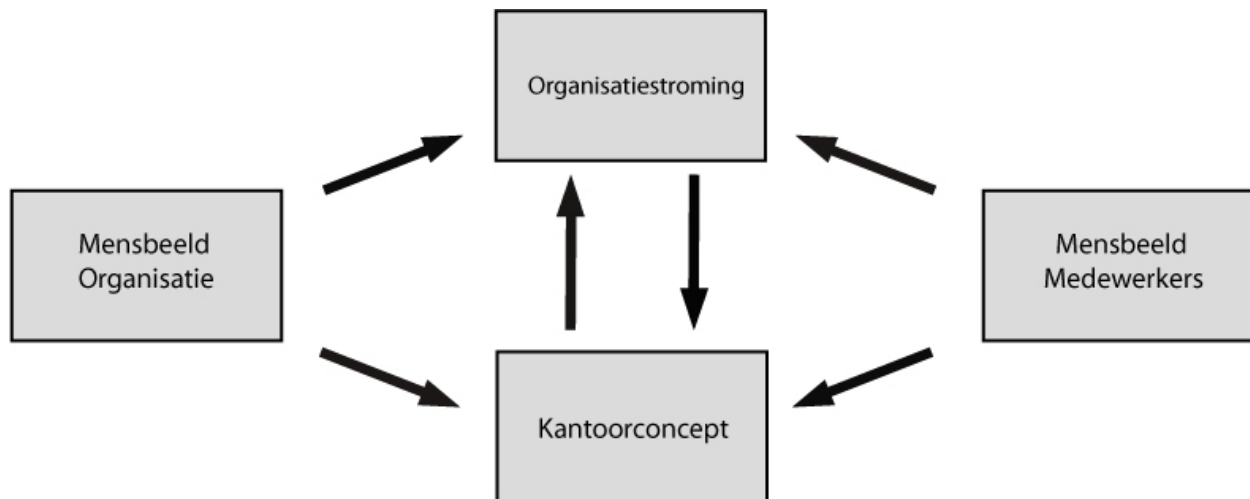 Organisatiestroming
Mensbeeld
Organisatie
Mensbeeld
Medewerkers
Kantoorconcept